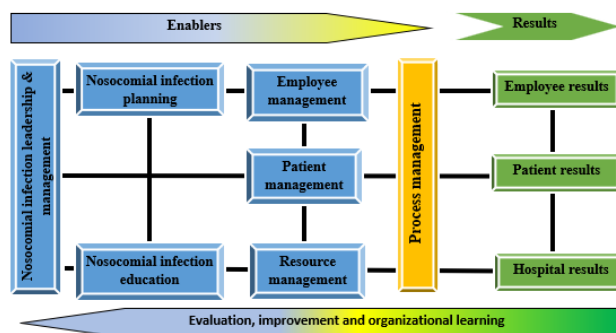 Enablers
Results
Nosocomial infection leadership &
management
Nosocomial infection
planning
Employee
management
Process management
Employee results
Patient
management
Patient results
Nosocomial infection
education
Resource
management
Hospital results
Evaluation, improvement and organizational learning